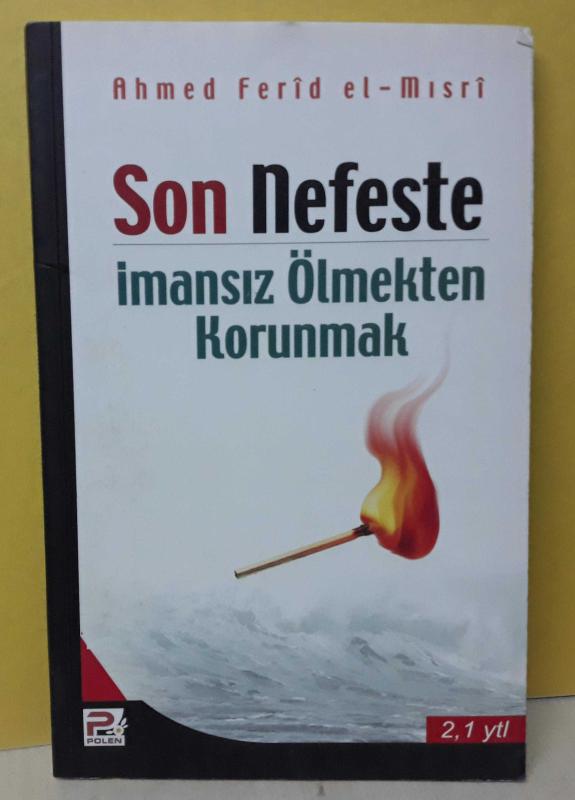 Ahmed Ferîd el-Mısrî
Son Nefeste
imansız Ölmekten
Korunmak
POLEN
2,1 ytl